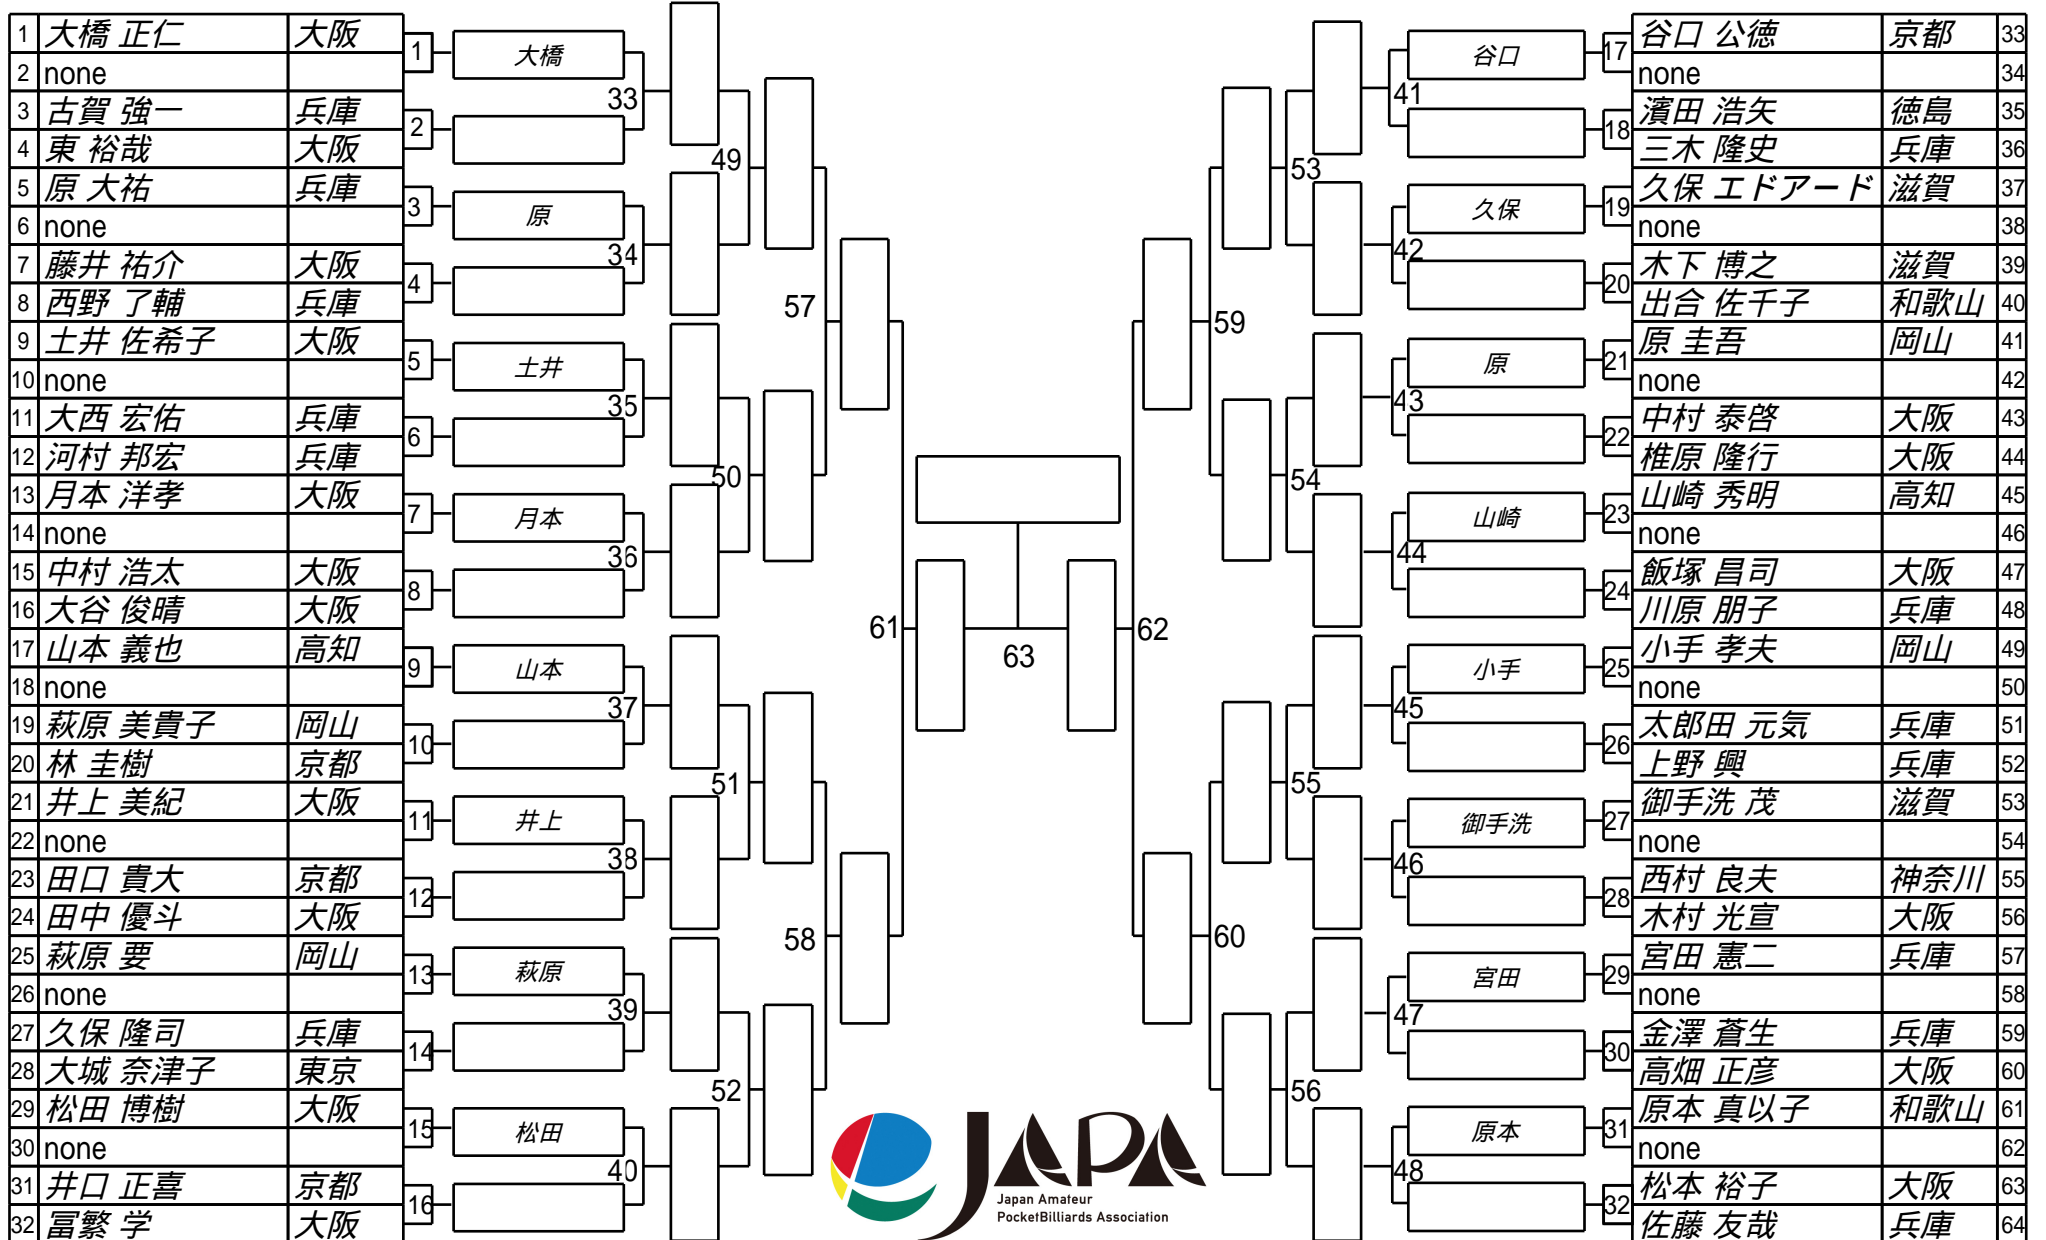 1 大橋 正仁 大阪
2 none
3 古賀 強一 兵庫
4 東 裕哉 大阪
5 原 大祐 兵庫
6 none
7 藤井 祐介 大阪
8 西野 了輔 兵庫
9 土井 佐希子 大阪
10 none
11 大西 宏佑 兵庫
12 河村 邦宏 兵庫
13 月本 洋孝 大阪
14 none
15 中村 浩太 大阪
16 大谷 俊晴 大阪
17 山本 義也 高知
18 none
19 萩原 美貴子 岡山
20 林 圭樹 京都
21 井上 美紀 大阪
22 none
23 田口 貴大 京都
24 田中 優斗 大阪
25 萩原 要 岡山
26 none
27 久保 隆司 兵庫
28 大城 奈津子 東京
29 松田 博樹 大阪
30 none
31 井口 正喜 京都
32 冨繁 学 大阪
1 大橋
2
3 原
4
5 土井
6
7 月本
8
9 山本
10
11 井上
12
13 萩原
14
15 松田
16
33
34
35
36
37
38
39
40
49
50
51
52
57
58
61
63
62
59
60
53
54
55
56
41
42
43
44
45
46
47
48
谷口 17
18
久保 19
20
原 21
22
山崎 23
24
小手 25
26
御手洗 27
28
宮田 29
30
原本 31
32
谷口 公徳 京都 33
none 34
濱田 浩矢 徳島 35
三木 隆史 兵庫 36
久保 エドアード 滋賀 37
none 38
木下 博之 滋賀 39
出合 佐千子 和歌山 40
原 圭吾 岡山 41
none 42
中村 泰啓 大阪 43
椎原 隆行 大阪 44
山崎 秀明 高知 45
none 46
飯塚 昌司 大阪 47
川原 朋子 兵庫 48
小手 孝夫 岡山 49
none 50
太郎田 元気 兵庫 51
上野 興 兵庫 52
御手洗 茂 滋賀 53
none 54
西村 良夫 神奈川 55
木村 光宣 大阪 56
宮田 憲二 兵庫 57
none 58
金澤 蒼生 兵庫 59
高畑 正彦 大阪 60
原本 真以子 和歌山 61
none 62
松本 裕子 大阪 63
佐藤 友哉 兵庫 64
JAPA
Japan Amateur
PocketBilliards Association